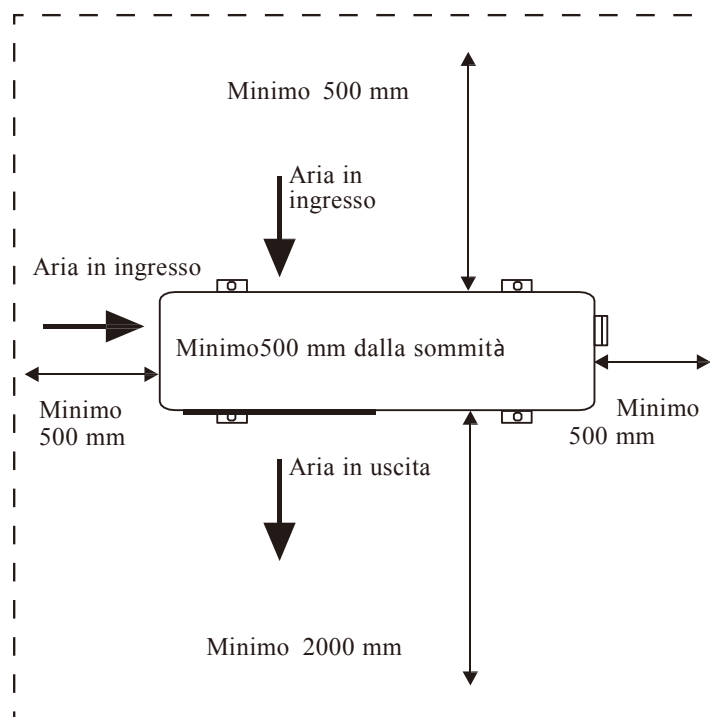 Minimo 500 mm
Aria in
ingresso
Aria in ingresso
Minimo500 mm dalla sommità
Minimo
500 mm
Minimo
500 mm
Aria in uscita
Minimo 2000 mm